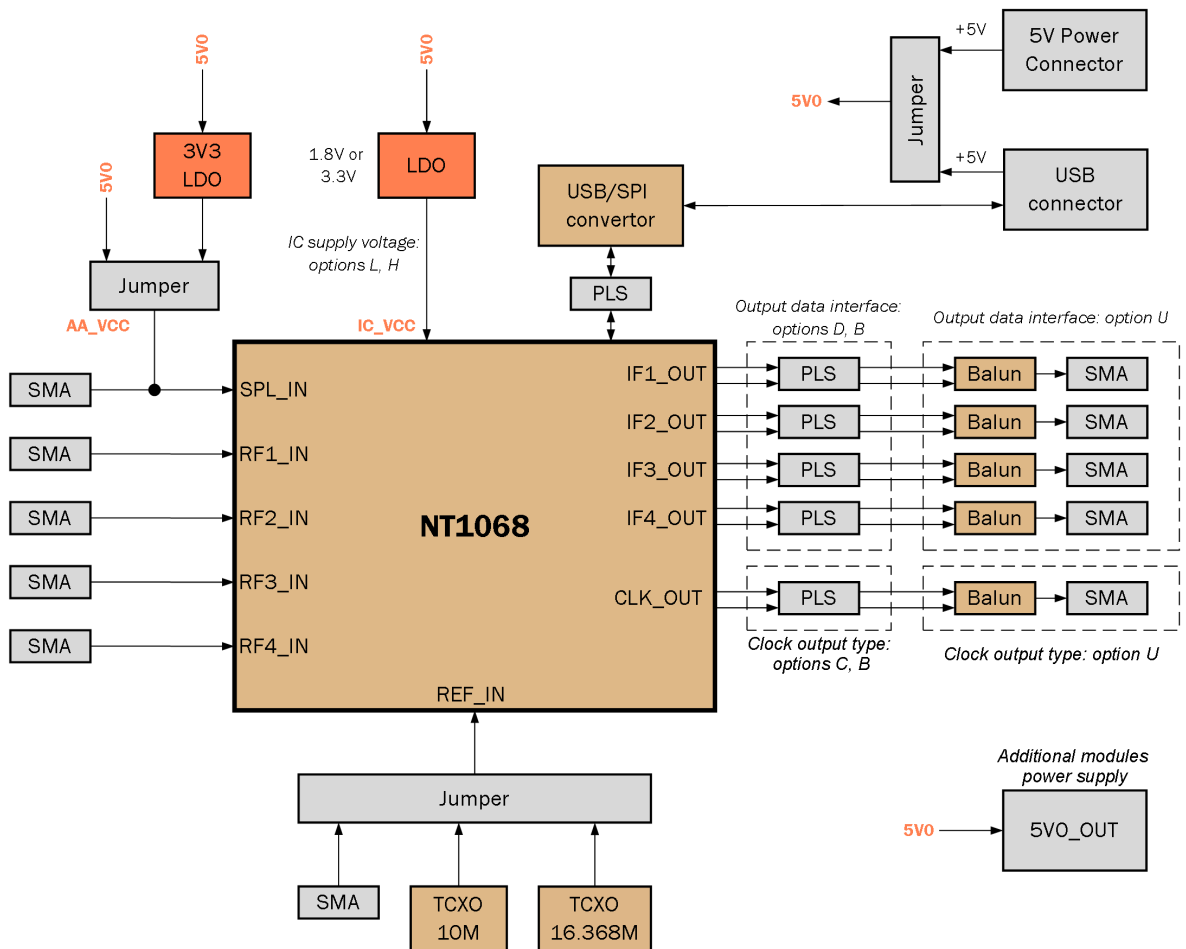 +5V
5V Power
Connector
Jumper
5V0
+5V
USB
connector
5V0
3V3
LDO
5V0
Jumper
AA_VCC
5V0
1.8V or
3.3V
LDO
IC supply voltage:
options L, H
IC_VCC
USB/SPI
convertor
PLS
Output data interface:
options D, B
Output data interface: option U
SMA
SPL_IN
SMA
RF1_IN
SMA
RF2_IN
SMA
RF3_IN
SMA
RF4_IN
NT1068
IF1_OUT
PLS
Balun
SMA
IF2_OUT
PLS
Balun
SMA
IF3_OUT
PLS
Balun
SMA
IF4_OUT
PLS
Balun
SMA
CLK_OUT
PLS
Balun
SMA
Clock output type:
options C, B
Clock output type: option U
REF_IN
Jumper
SMA
TCXO
10M
TCXO
16.368M
Additional modules
power supply
5V0
5V0_OUT